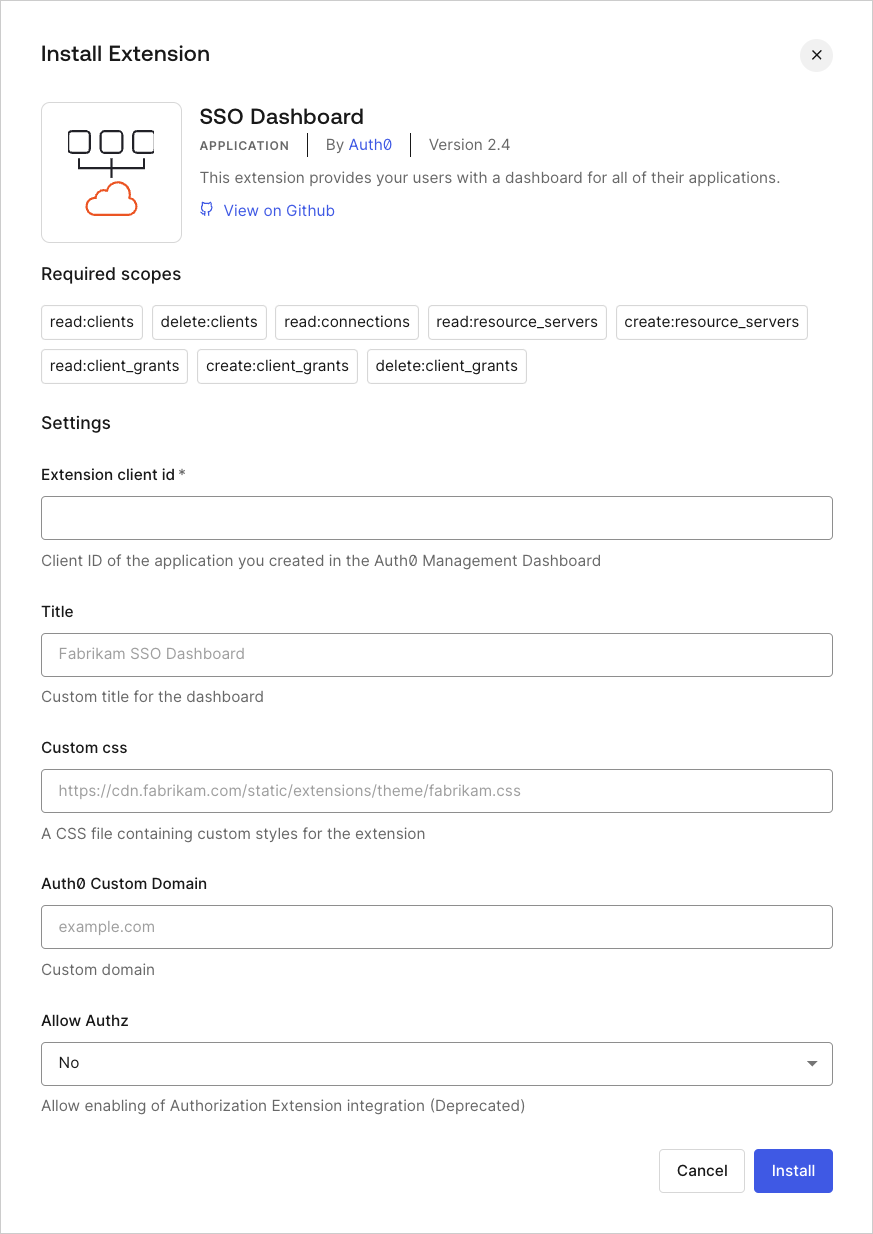 Install Extension
SSO Dashboard
APPLICATION By Auth0 Version 2.4
This extension provides your users with a dashboard for all of their applications.
View on Github
Required scopes
read:clients delete:clients read:connections read:resource_servers create:resource_servers
read:client_grants create:client_grants delete:client_grants
Settings
Extension client id *
Client ID of the application you created in the Auth0 Management Dashboard
Title
Fabrikam SSO Dashboard
Custom title for the dashboard
Custom css
https://cdn.fabrikam.com/static/extensions/theme/fabrikam.css
A CSS file containing custom styles for the extension
Auth0 Custom Domain
example.com
Custom domain
Allow Authz
No
Allow enabling of Authorization Extension integration (Deprecated)
Cancel Install